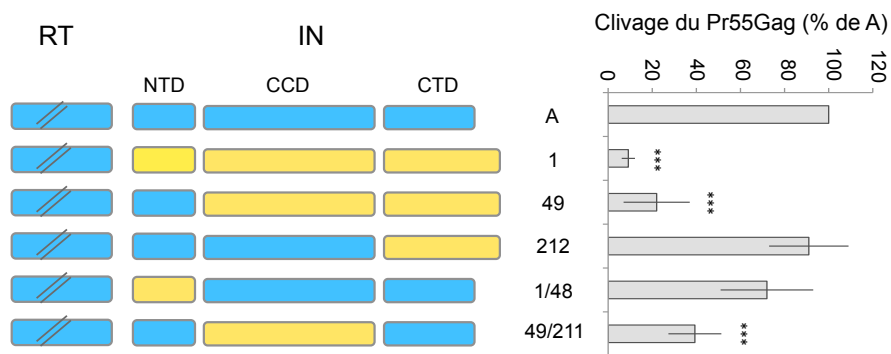 Clivage du Pr55Gag (% de A)
RT IN
0 20 40 60 80 100 120
NTD CCD CTD
A
1 ***
49 ***
212
1/48
49/211 ***